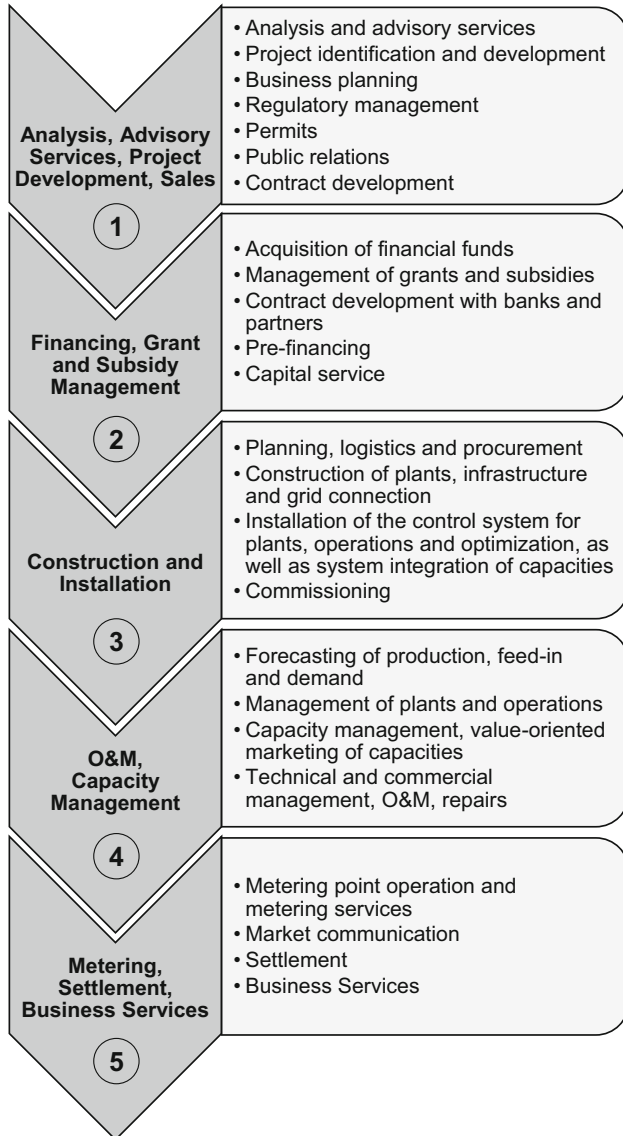 Analysis, Advisory
Services, Project
Development, Sales
1
• Analysis and advisory services
• Project identification and development
• Business planning
• Regulatory management
• Permits
• Public relations
• Contract development
Financing, Grant
and Subsidy
Management
2
• Acquisition of financial funds
• Management of grants and subsidies
• Contract development with banks and
partners
• Pre-financing
• Capital service
Construction and
Installation
3
• Planning, logistics and procurement
• Construction of plants, infrastructure
and grid connection
• Installation of the control system for
plants, operations and optimization, as
well as system integration of capacities
• Commissioning
O&M,
Capacity
Management
4
• Forecasting of production, feed-in
and demand
• Management of plants and operations
• Capacity management, value-oriented
marketing of capacities
• Technical and commercial
management, O&M, repairs
Metering,
Settlement,
Business Services
5
• Metering point operation and
metering services
• Market communication
• Settlement
• Business Services